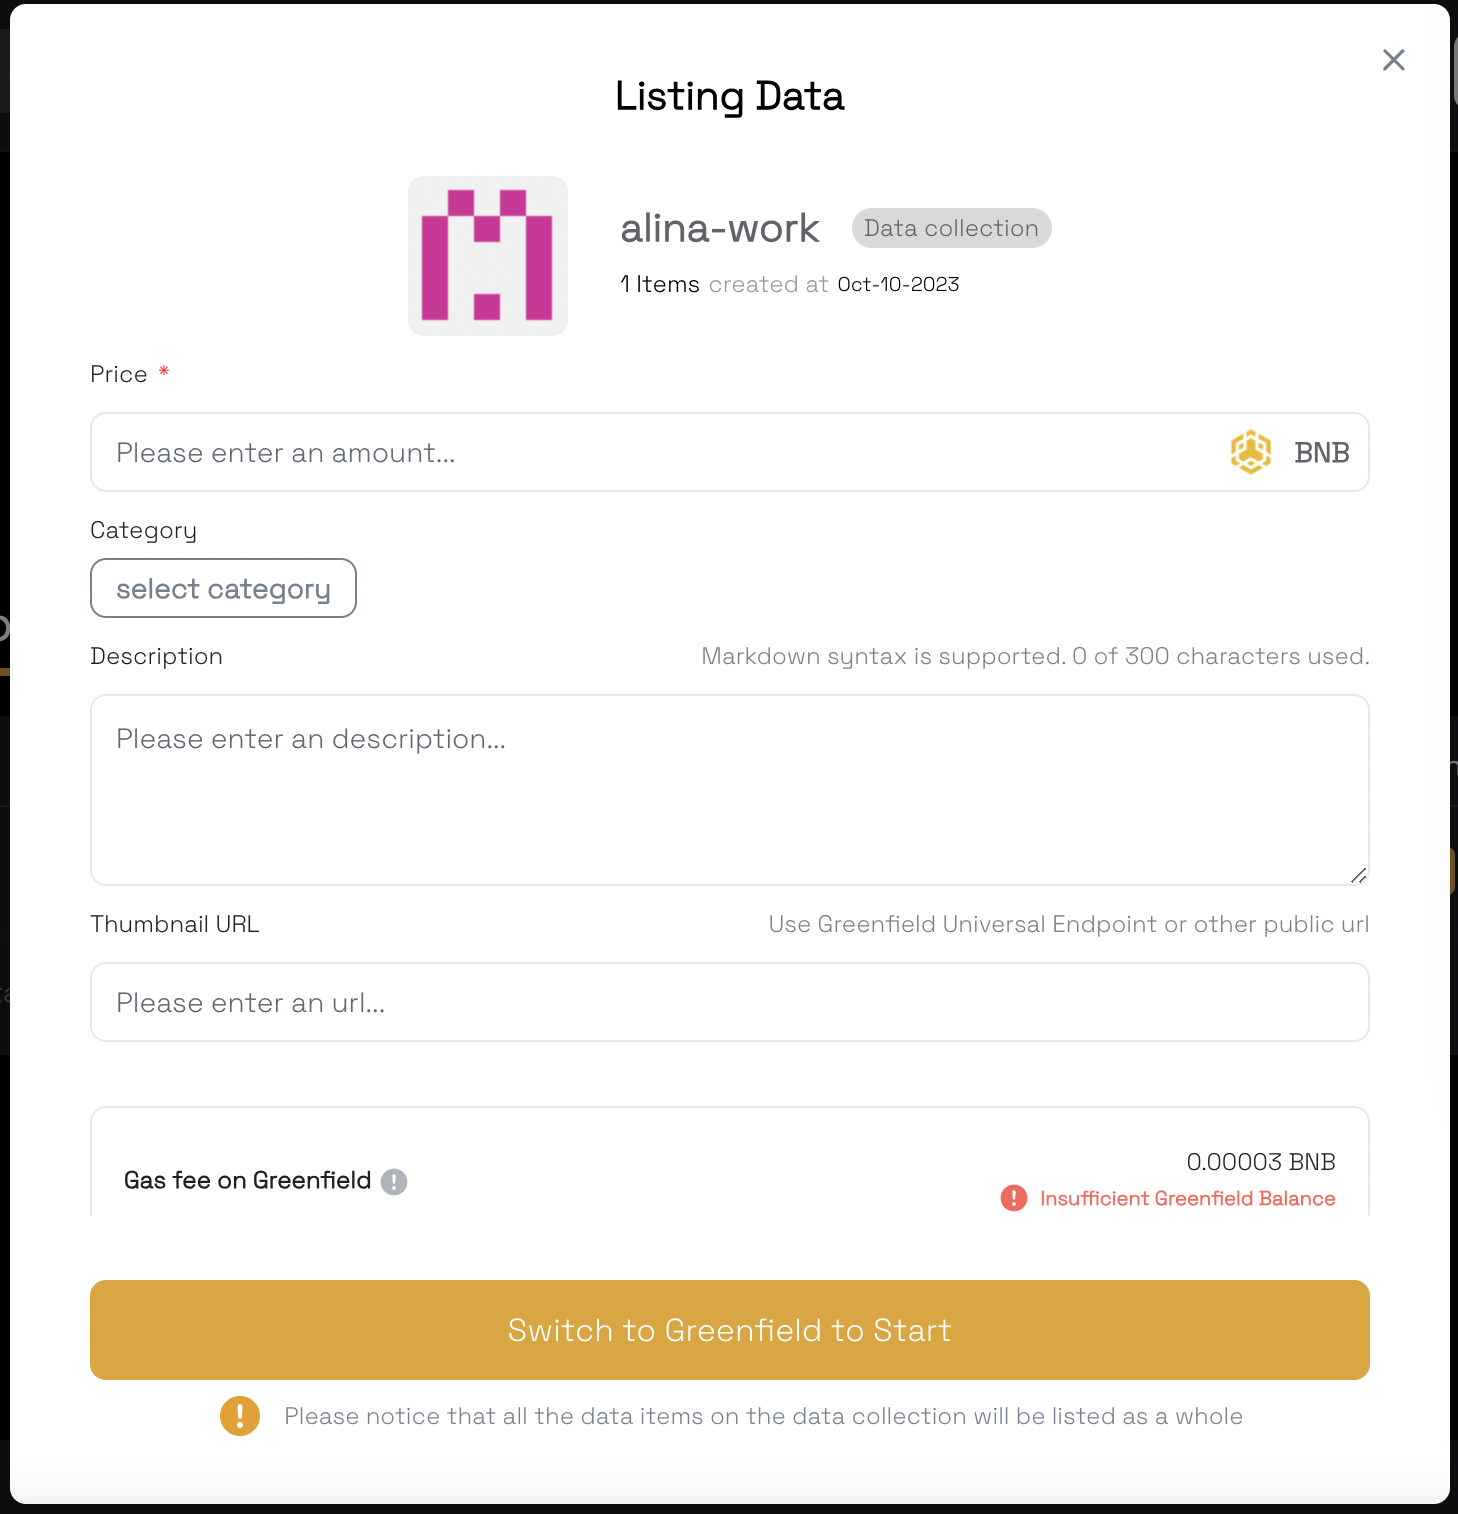 Listing Data
alina-work Data collection
1 Items created at Oct-10-2023
Price *
Please enter an amount... BNB
Category
select category
Description Markdown syntax is supported. 0 of 300 characters used.
Please enter an description...
Thumbnail URL Use Greenfield Universal Endpoint or other public url
Please enter an url...
Gas fee on Greenfield 0.00003 BNB
Insufficient Greenfield Balance
Switch to Greenfield to Start
Please notice that all the data items on the data collection will be listed as a whole